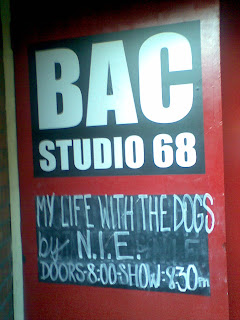 BAC
STUDIO 68
MY LIFE WITH THE DOGS
by N.I.E.
DOORS-8:00-SHOW-8:30pm